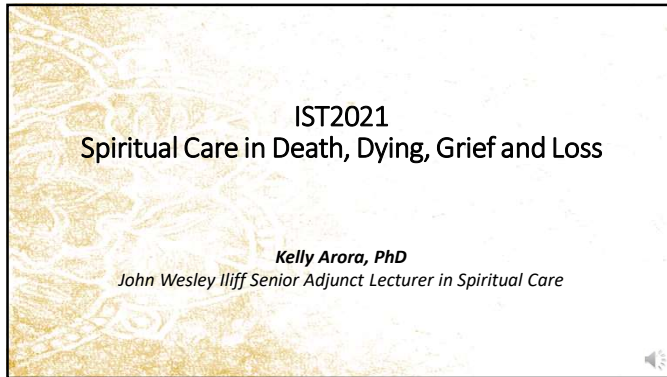 IST2021
Spiritual Care in Death, Dying, Grief and Loss
Kelly Arora, PhD
John Wesley Iliff Senior Adjunct Lecturer in Spiritual Care